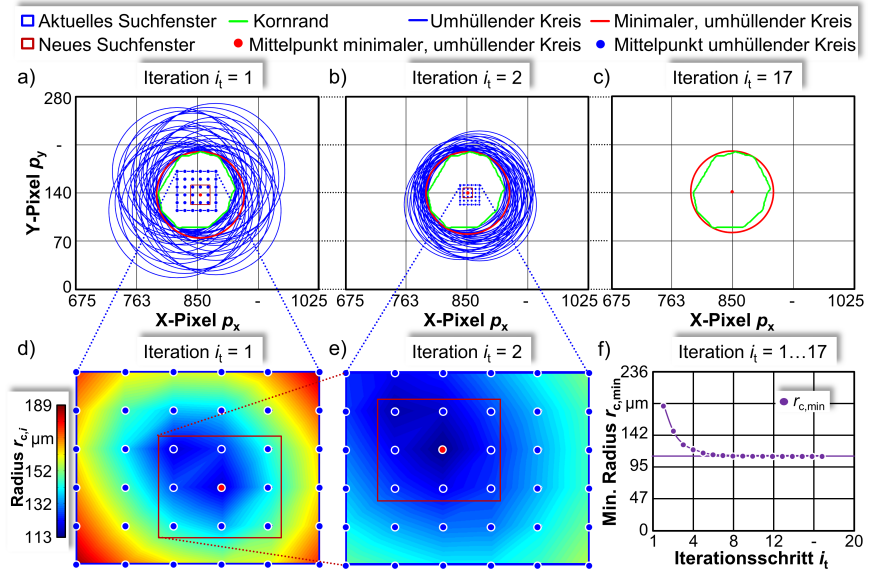 Aktuelles Suchfenster Kornrand Umhüllender Kreis Minimaler, umhüllender Kreis
Neues Suchfenster Mittelpunkt minimaler, umhüllender Kreis Mittelpunkt umhüllender Kreis
a) Iteration it = 1 b) Iteration it = 2 c) Iteration it = 17
280
-
140
70
0
Y-Pixel py
675 763 850 - 1025
X-Pixel px
675 763 850 - 1025
X-Pixel px
675 763 850 - 1025
X-Pixel px
d) Iteration it = 1 e) Iteration it = 2 f) Iteration it = 1…17
Radius rc,i
189
µm
152
132
113
Min. Radius rc,min
236
µm
142
95
47
0
rc,min
1 4 8 12 - 20
Iterationsschritt it